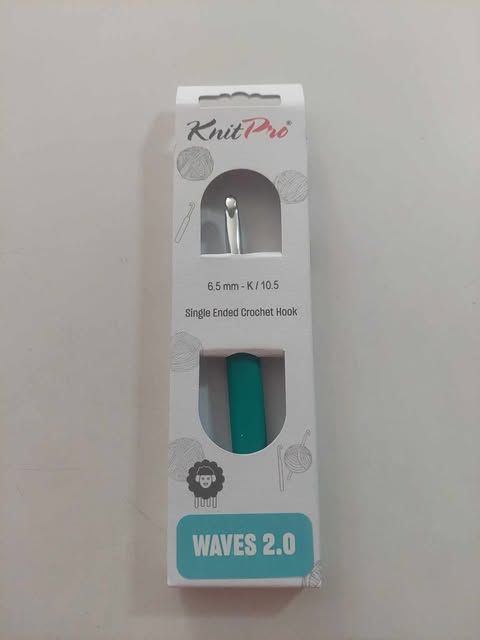 KnitPro®
6.5 mm - K / 10.5
Single Ended Crochet Hook
WAVES 2.0